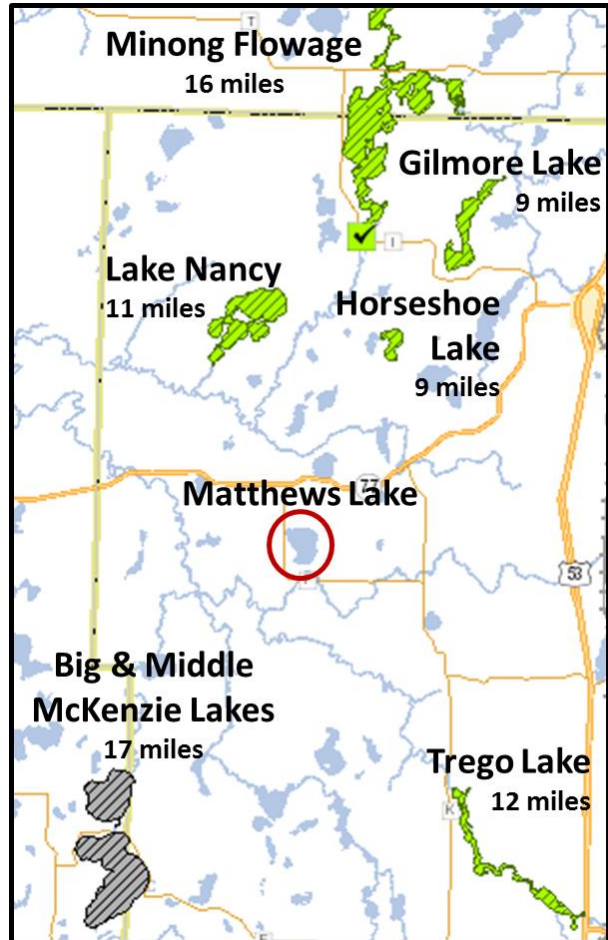 T
Minong Flowage
16 miles
Gilmore Lake
9 miles
I
Lake Nancy
11 miles
Horseshoe
Lake
9 miles
77
Matthews Lake
53
Big & Middle
McKenzie Lakes
17 miles
Trego Lake
12 miles
K